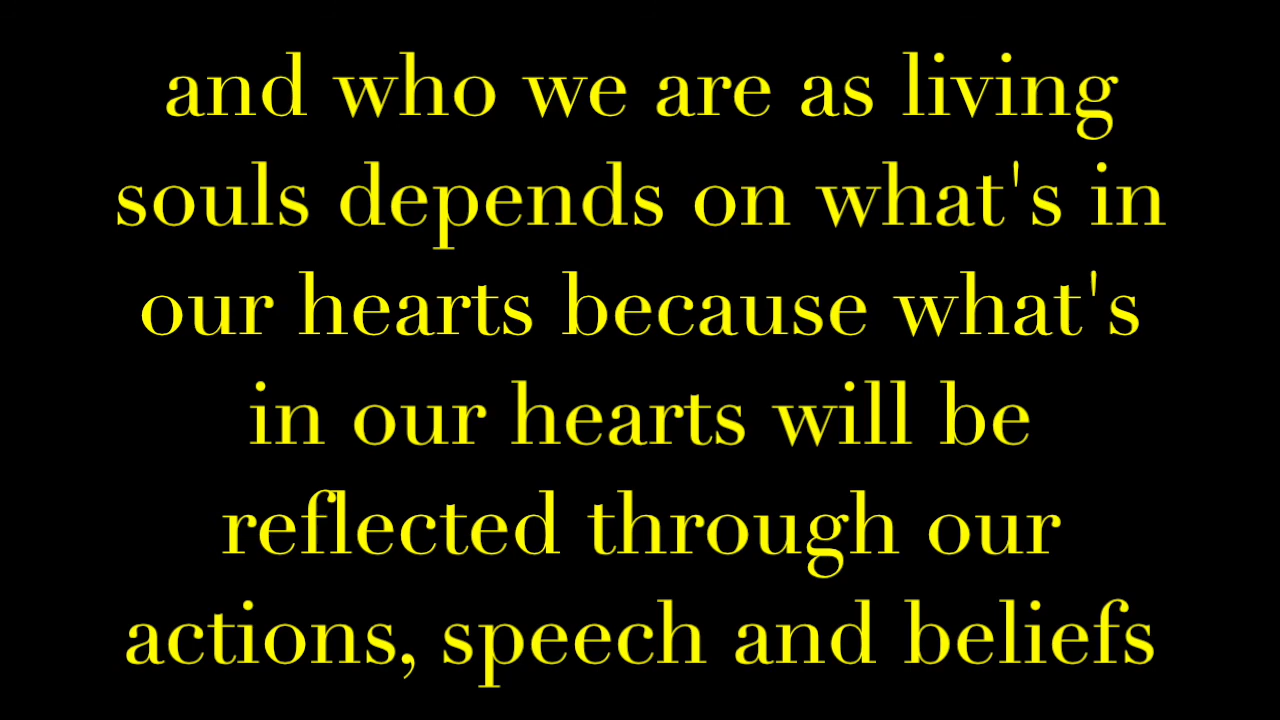 and who we are as living
souls depends on what's in
our hearts because what's
in our hearts will be
reflected through our
actions, speech and beliefs